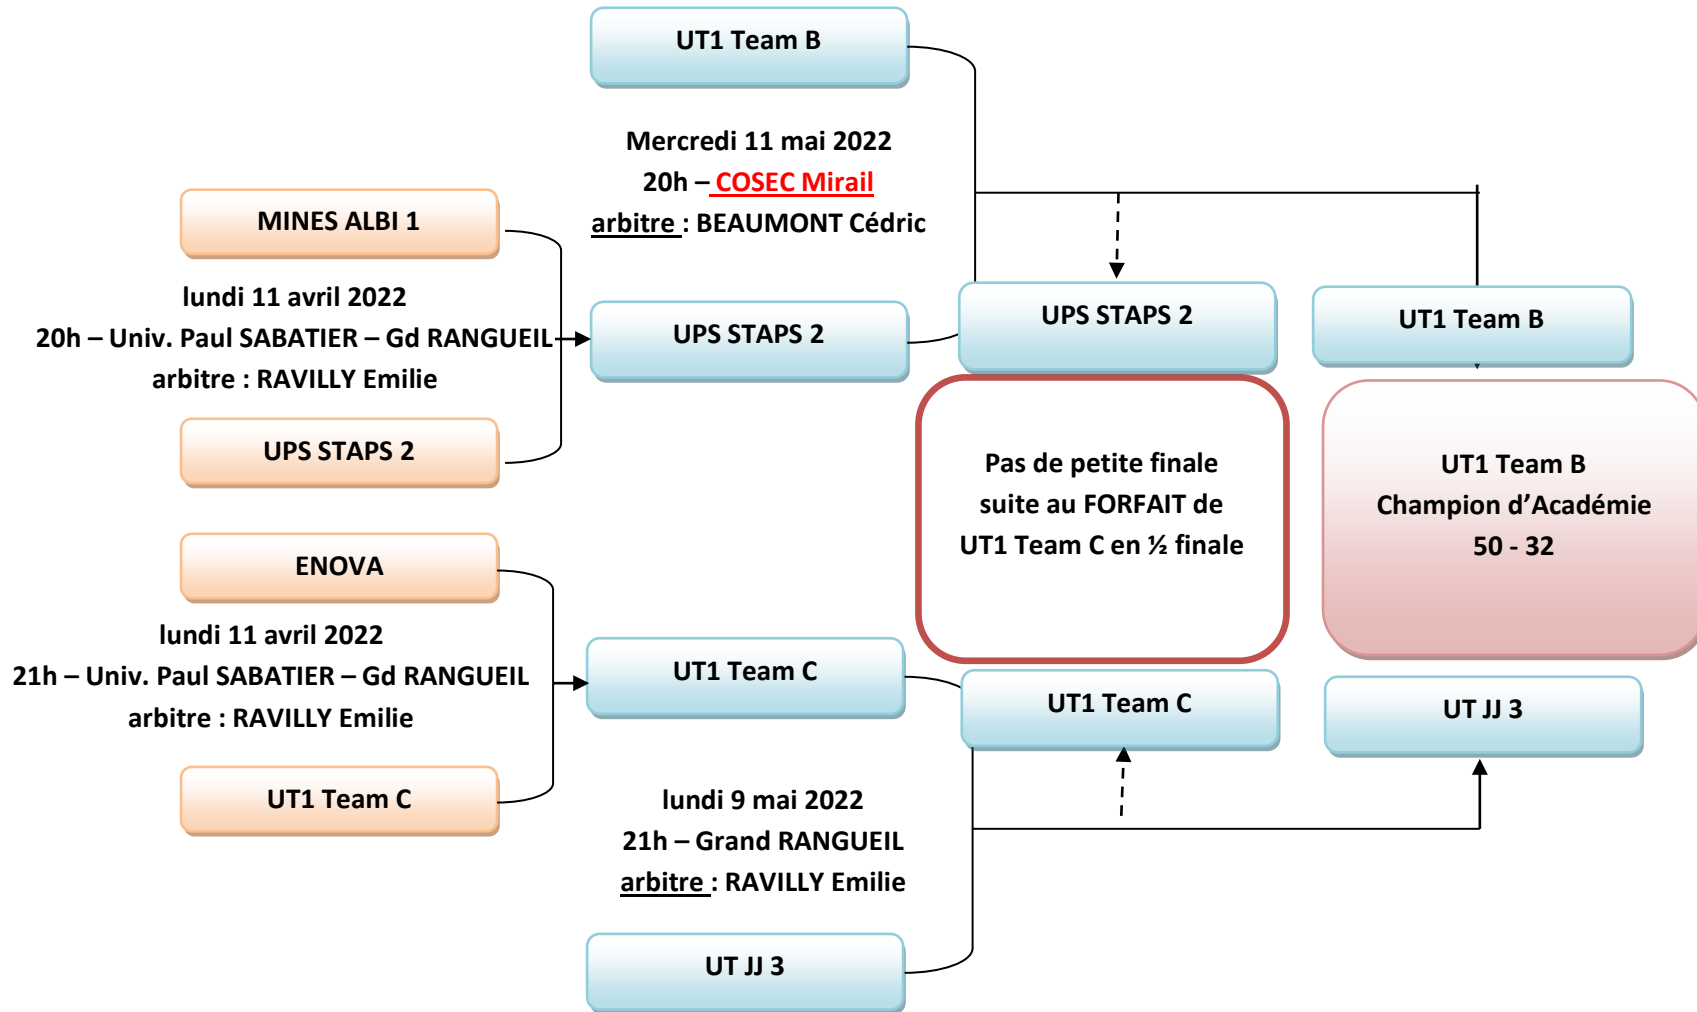 UT1 Team B
Mercredi 11 mai 2022
20h – COSEC Mirail
arbitre : BEAUMONT Cédric
MINES ALBI 1
lundi 11 avril 2022
20h – Univ. Paul SABATIER – Gd RANGUEIL
arbitre : RAVILLY Emilie
UPS STAPS 2
UPS STAPS 2
UPS STAPS 2
UT1 Team B
Pas de petite finale
suite au FORFAIT de
UT1 Team C en ½ finale
UT1 Team B
Champion d’Académie
50 - 32
ENOVA
lundi 11 avril 2022
21h – Univ. Paul SABATIER – Gd RANGUEIL
arbitre : RAVILLY Emilie
UT1 Team C
UT1 Team C
UT1 Team C
UT JJ 3
lundi 9 mai 2022
21h – Grand RANGUEIL
arbitre : RAVILLY Emilie
UT JJ 3